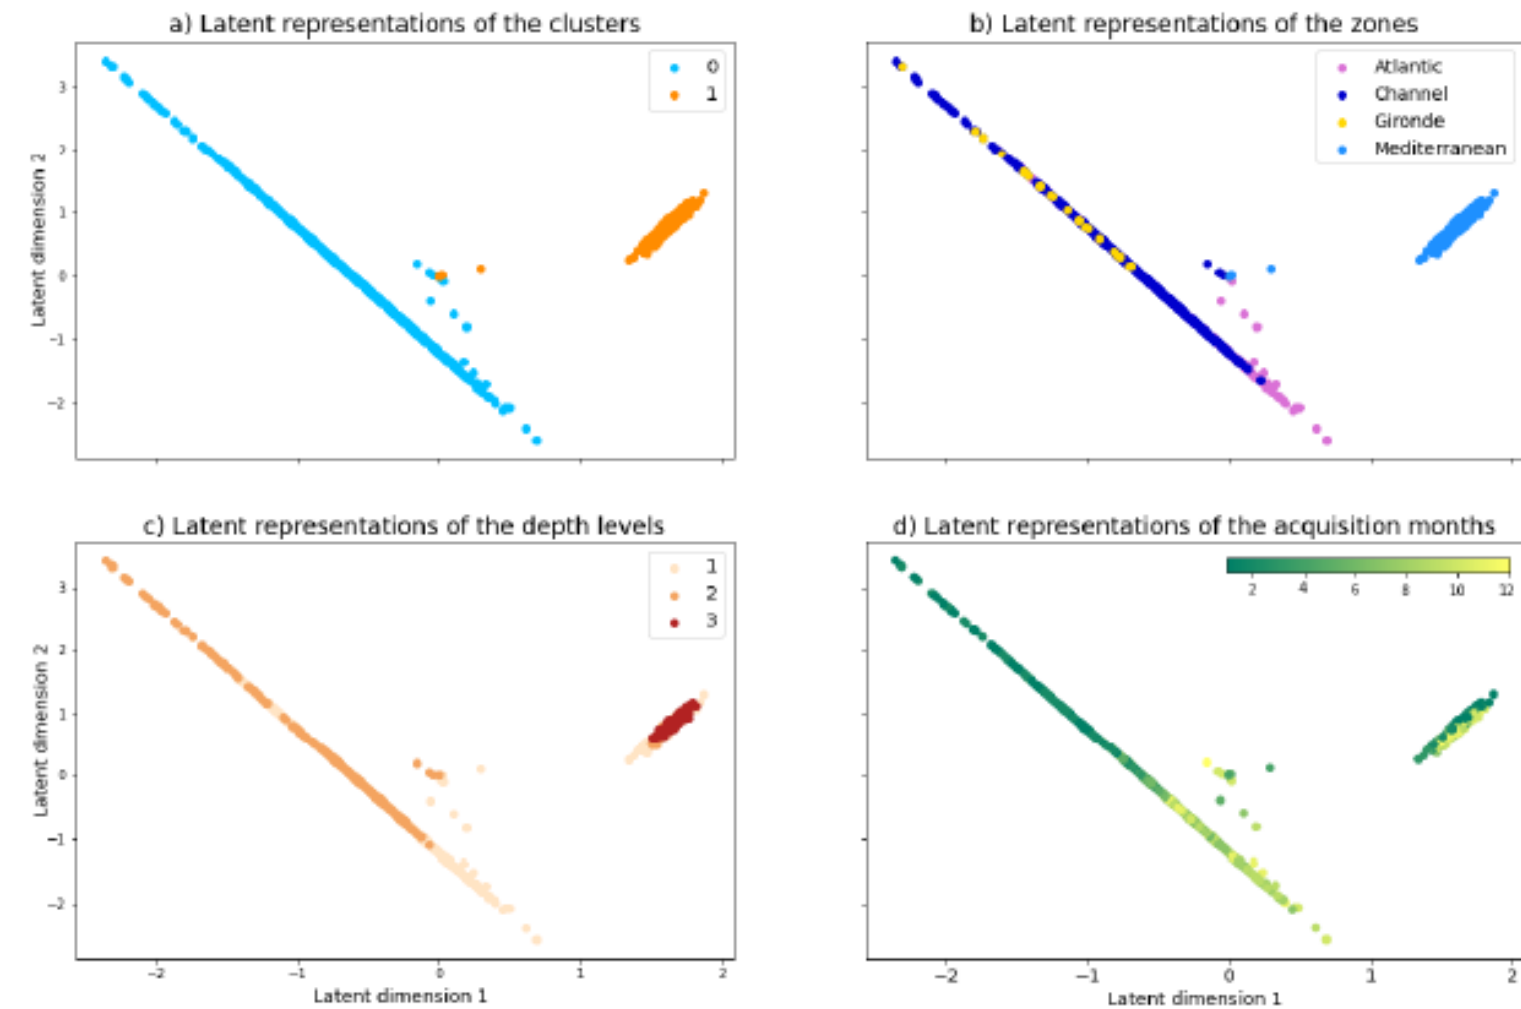 a) Latent representations of the clusters
0
1
3
2
1
0
−1
−2
Latent dimension 2
b) Latent representations of the zones
Atlantic
Channel
Gironde
Mediterranean
c) Latent representations of the depth levels
1
2
3
3
2
1
0
−1
−2
Latent dimension 2
−2 −1 0 1 2
Latent dimension 1
d) Latent representations of the acquisition months
2 4 6 8 10 12
−2 −1 0 1 2
Latent dimension 1